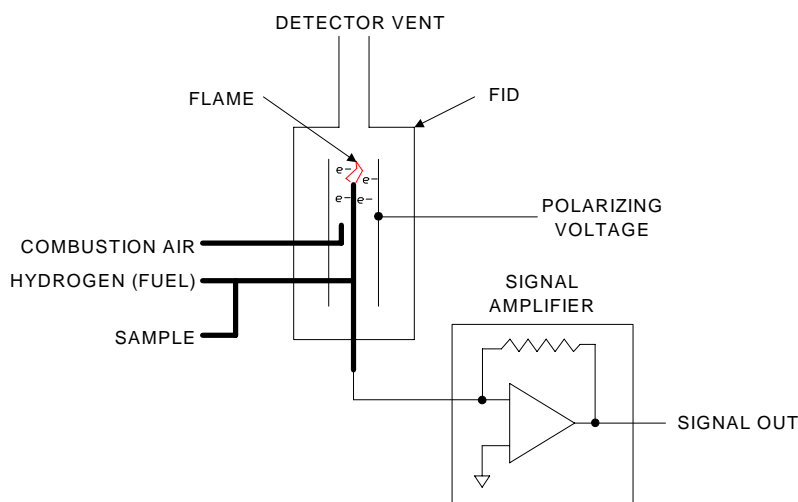 DETECTOR VENT
FLAME
FID
e−
e−
e−
e−
POLARIZING
VOLTAGE
COMBUSTION AIR
HYDROGEN (FUEL)
SIGNAL
AMPLIFIER
SAMPLE
SIGNAL OUT